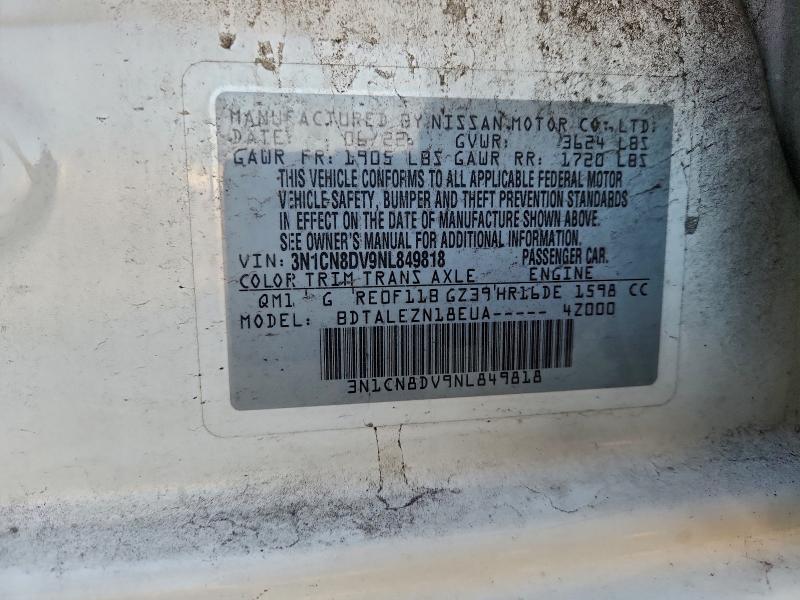 MANUFACTURED BY NISSAN MOTOR CO., LTD.
DATE: 06/22 GVWR: 3624 LBS
GAWR FR: 1905 LBS GAWR RR: 1720 LBS
THIS VEHICLE CONFORMS TO ALL APPLICABLE FEDERAL MOTOR
VEHICLE-SAFETY, BUMPER AND THEFT PREVENTION STANDARDS
IN EFFECT ON THE DATE OF MANUFACTURE SHOWN ABOVE.
SEE OWNER'S MANUAL FOR ADDITIONAL INFORMATION.
VIN: 3N1CN8DV9NL849818 PASSENGER CAR.
COLOR TRIM TRANS AXLE ENGINE
QM1 G RE0F11B GZ39 HR16DE 1598 CC
MODEL: BDTALEZN18EUA----- 4Z000
3N1CN8DV9NL849818